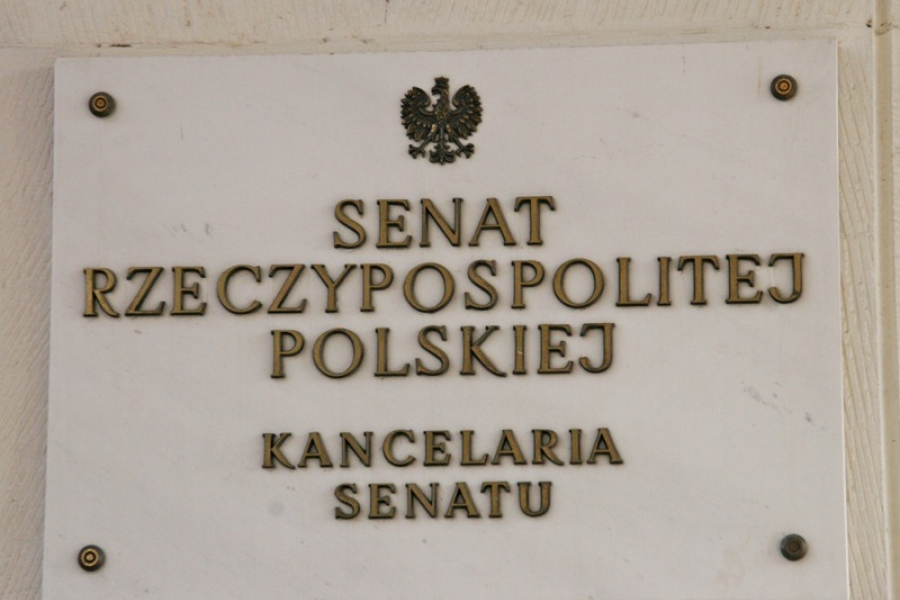 SENAT
RZECZYPOSPOLITEJ
POLSKIEJ
KANCELARIA
SENATU